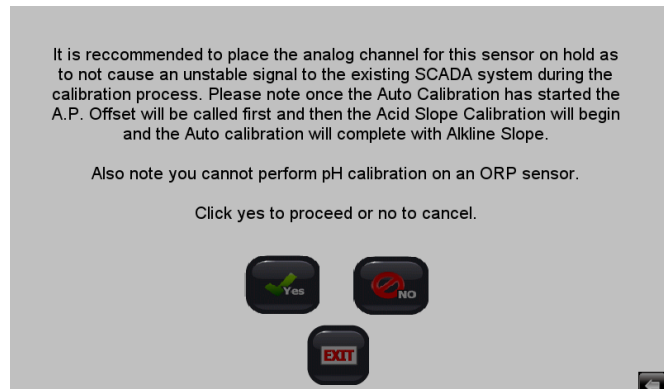 It is reccommended to place the analog channel for this sensor on hold as
to not cause an unstable signal to the existing SCADA system during the
calibration process. Please note once the Auto Calibration has started the
A.P. Offset will be called first and then the Acid Slope Calibration will begin
and the Auto calibration will complete with Alkline Slope.
Also note you cannot perform pH calibration on an ORP sensor.
Click yes to proceed or no to cancel.
Yes
NO
EXIT